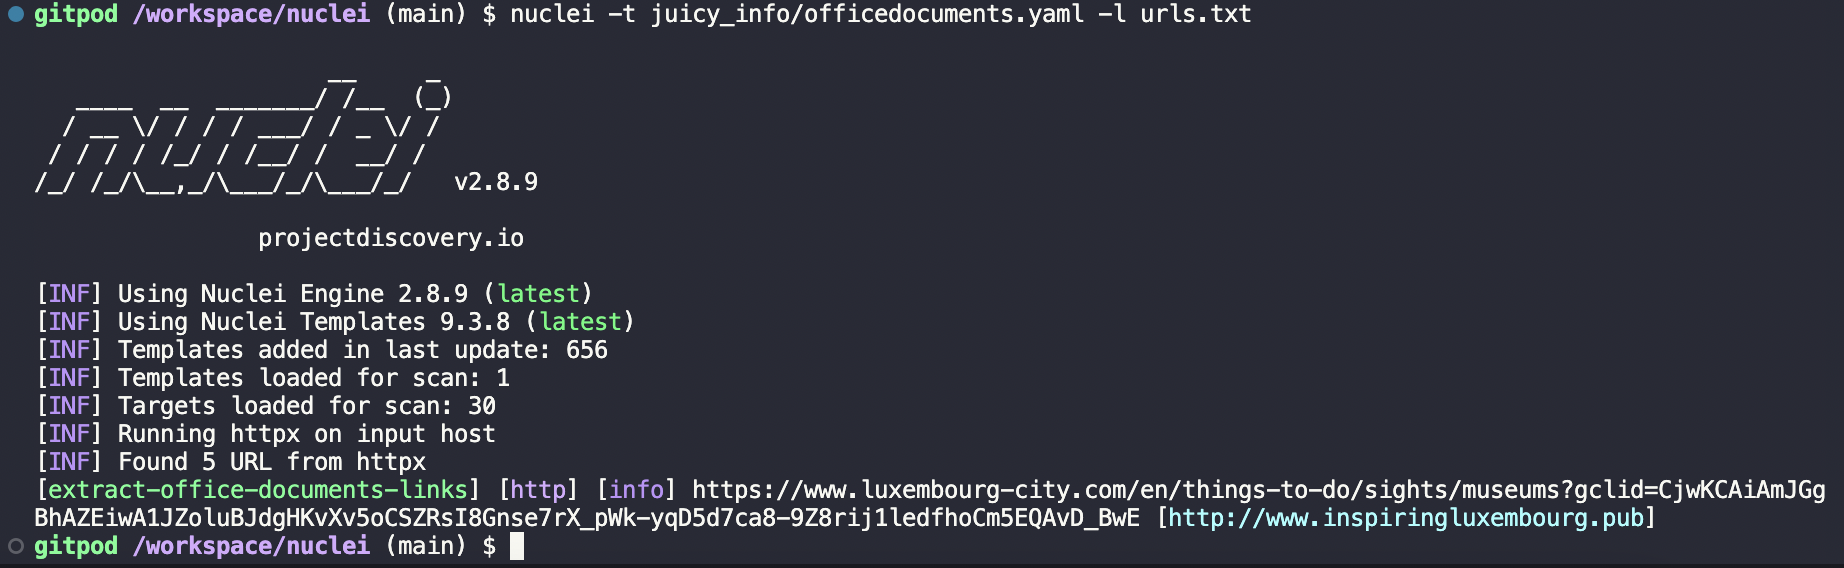 gitpod /workspace/nuclei (main) $ nuclei -t juicy_info/officedocuments.yaml -l urls.txt
                     __     _
   ____  __  _______/ /__  (_)
  / __ \/ / / / ___/ / _ \/ /
 / / / / /_/ / /__/ /  __/ /
/_/ /_/\__,_/\___/_/\___/_/   v2.8.9
projectdiscovery.io
[INF] Using Nuclei Engine 2.8.9 (latest)
[INF] Using Nuclei Templates 9.3.8 (latest)
[INF] Templates added in last update: 656
[INF] Templates loaded for scan: 1
[INF] Targets loaded for scan: 30
[INF] Running httpx on input host
[INF] Found 5 URL from httpx
[extract-office-documents-links] [http] [info] https://www.luxembourg-city.com/en/things-to-do/sights/museums?gclid=CjwKCAiAmJGg
BhAZEiwA1JZoluBJdgHKvXv5oCSZRsI8Gnse7rX_pWk-yqD5d7ca8-9Z8rij1ledfhoCm5EQAvD_BwE [http://www.inspiringluxembourg.pub]
gitpod /workspace/nuclei (main) $